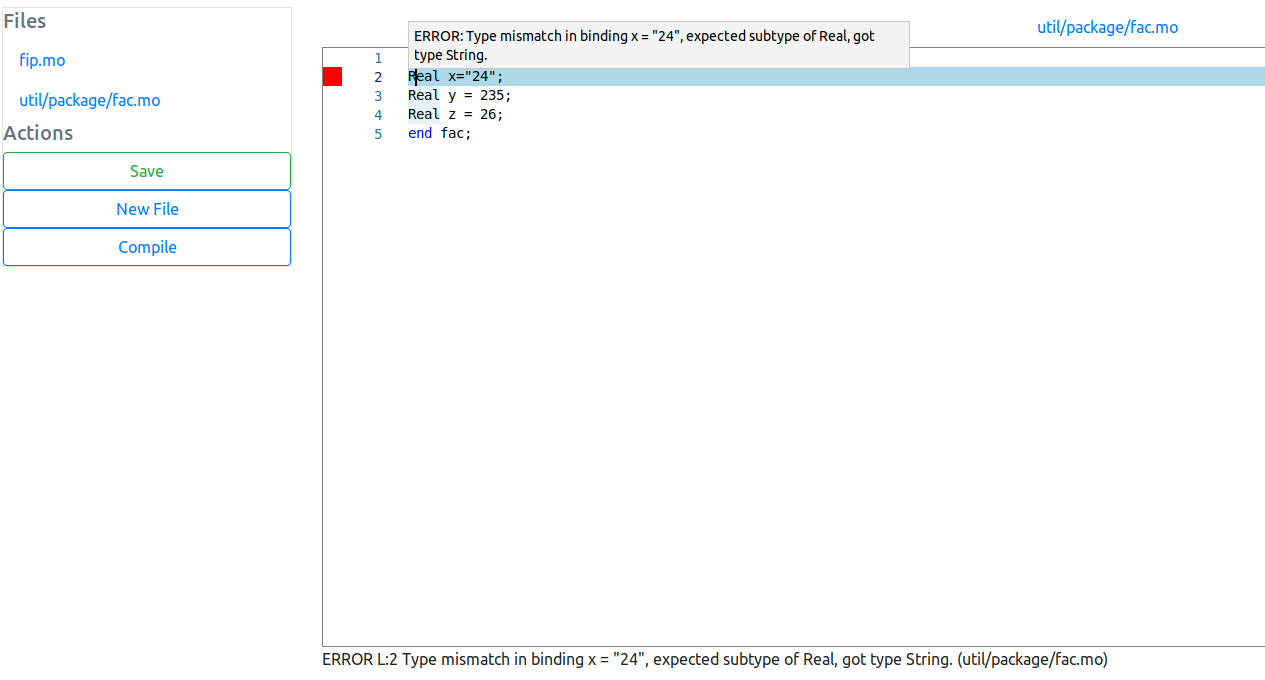 Files
fip.mo
util/package/fac.mo
Actions
Save
New File
Compile
util/package/fac.mo
ERROR: Type mismatch in binding x = "24", expected subtype of Real, got
type String.
1
2 Real x="24";
3 Real y = 235;
4 Real z = 26;
5 end fac;
ERROR L:2 Type mismatch in binding x = "24", expected subtype of Real, got type String. (util/package/fac.mo)